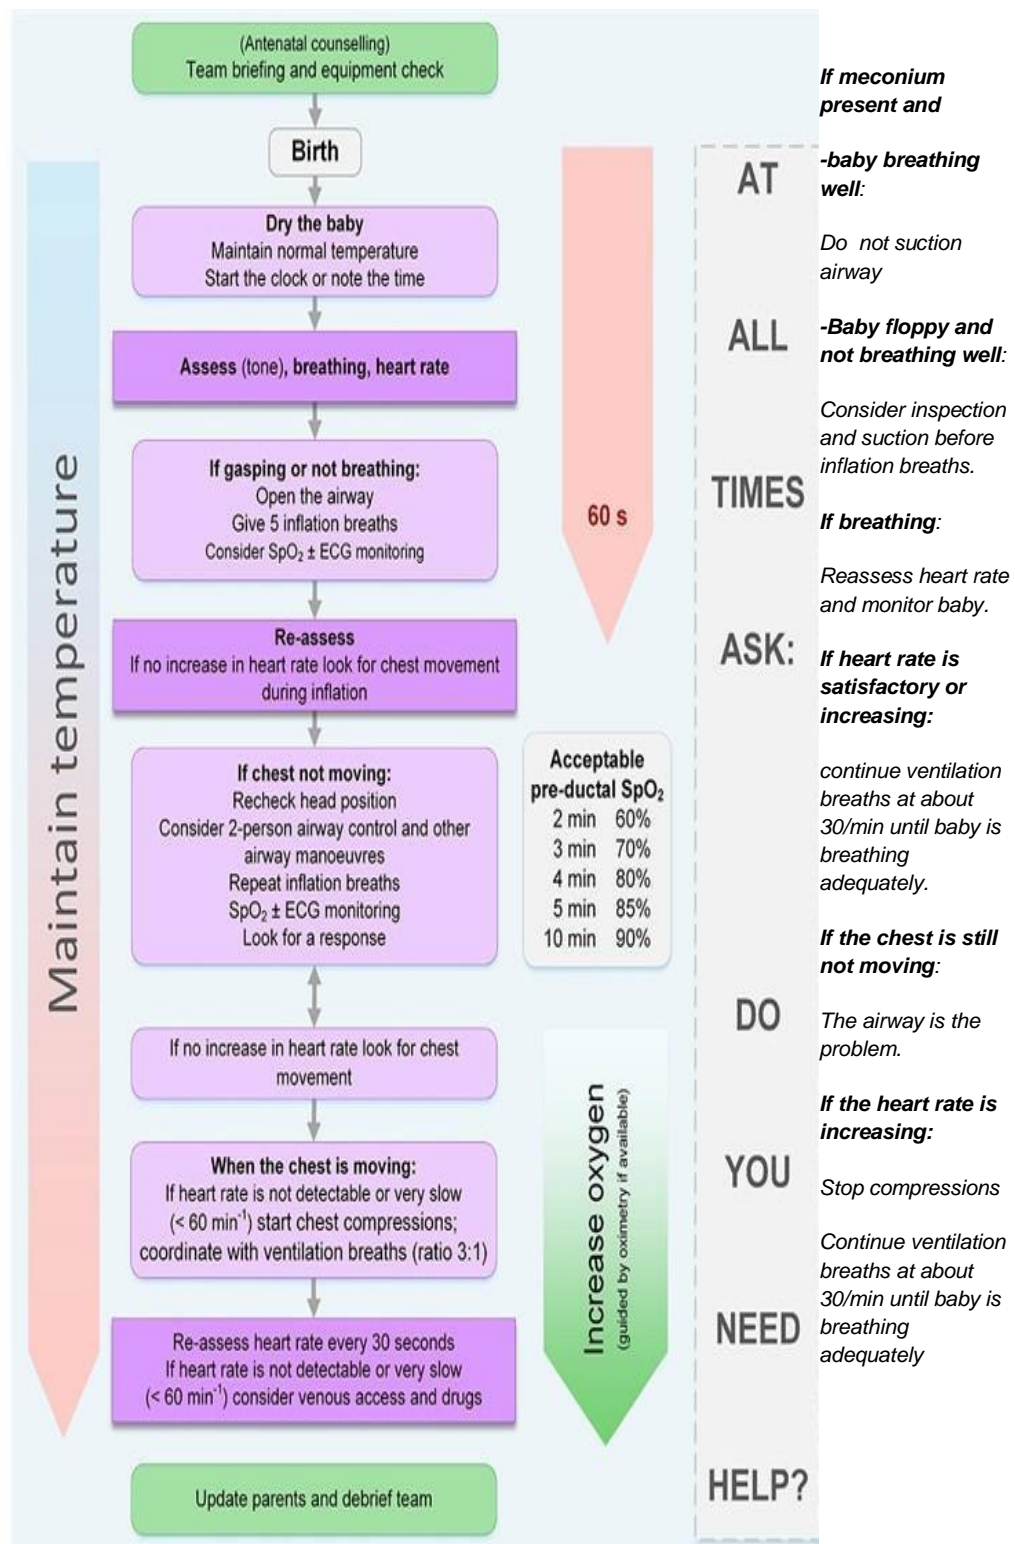 (Antenatal counselling)
Team briefing and equipment check
Birth
Dry the baby
Maintain normal temperature
Start the clock or note the time
Assess (tone), breathing, heart rate
If gasping or not breathing:
Open the airway
Give 5 inflation breaths
Consider SpO₂ ± ECG monitoring
Re-assess
If no increase in heart rate look for chest movement
during inflation
If chest not moving:
Recheck head position
Consider 2-person airway control and other
airway manoeuvres
Repeat inflation breaths
SpO₂ ± ECG monitoring
Look for a response
If no increase in heart rate look for chest
movement
When the chest is moving:
If heart rate is not detectable or very slow
(< 60 min⁻¹) start chest compressions;
coordinate with ventilation breaths (ratio 3:1)
Re-assess heart rate every 30 seconds
If heart rate is not detectable or very slow
(< 60 min⁻¹) consider venous access and drugs
Update parents and debrief team
Maintain temperature
60 s
Acceptable
pre-ductal SpO₂
2 min 60%
3 min 70%
4 min 80%
5 min 85%
10 min 90%
Increase oxygen
(guided by oximetry if available)
AT
ALL
TIMES
ASK:
DO
YOU
NEED
HELP?
If meconium
present and
-baby breathing
well:
Do not suction
airway
-Baby floppy and
not breathing well:
Consider inspection
and suction before
inflation breaths.
If breathing:
Reassess heart rate
and monitor baby.
If heart rate is
satisfactory or
increasing:
continue ventilation
breaths at about
30/min until baby is
breathing
adequately.
If the chest is still
not moving:
The airway is the
problem.
If the heart rate is
increasing:
Stop compressions
Continue ventilation
breaths at about
30/min until baby is
breathing
adequately